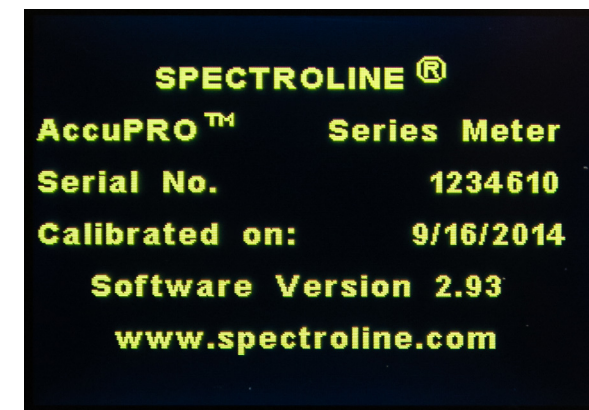 SPECTROLINE ®
AccuPRO™ Series Meter
Serial No. 1234610
Calibrated on: 9/16/2014
Software Version 2.93
www.spectroline.com